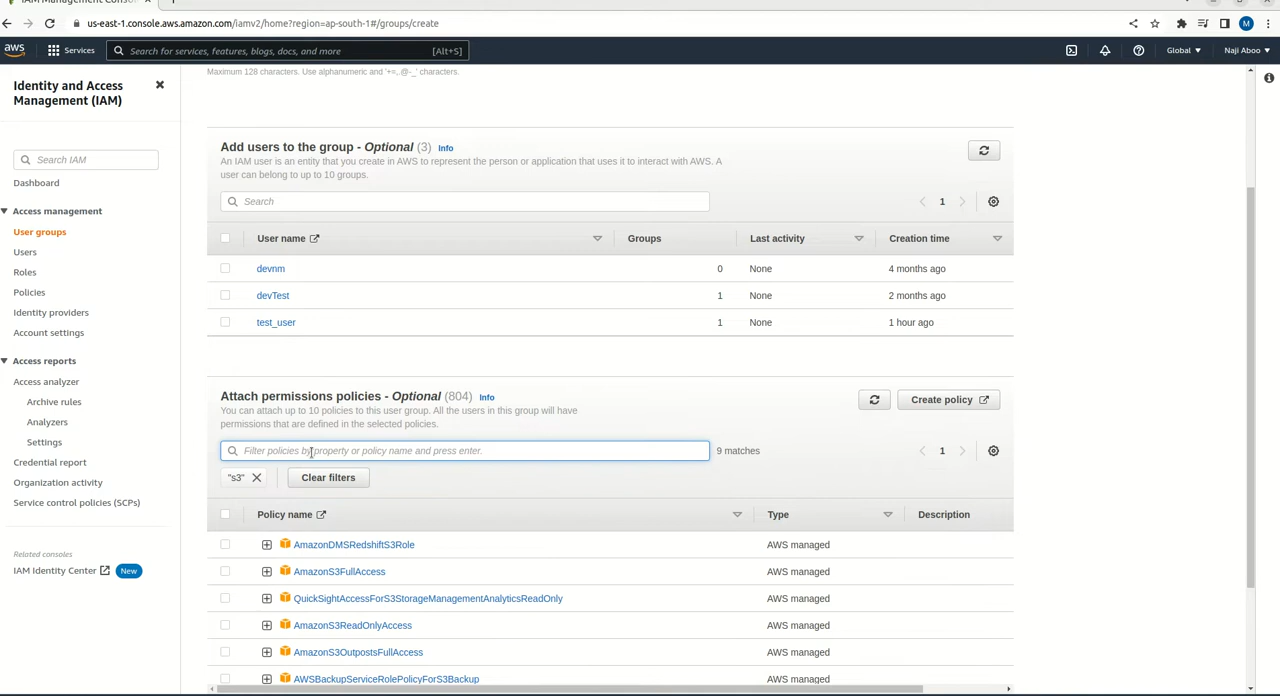 IAM Management Conso
us-east-1.console.aws.amazon.com/iamv2/home?region=ap-south-1#/groups/create
M
aws
Services
Search for services, features, blogs, docs, and more
[Alt+S]
Global
Naji Aboo
Identity and Access
Management (IAM)
Search IAM
Dashboard
Access management
User groups
Users
Roles
Policies
Identity providers
Account settings
Access reports
Access analyzer
Archive rules
Analyzers
Settings
Credential report
Organization activity
Service control policies (SCPs)
Related consoles
IAM Identity Center
New
Maximum 128 characters. Use alphanumeric and '+=,.@-_' characters.
Add users to the group - Optional (3) Info
An IAM user is an entity that you create in AWS to represent the person or application that uses it to interact with AWS. A
user can belong to up to 10 groups.
Search
1
User name Groups Last activity Creation time
devnm 0 None 4 months ago
devTest 1 None 2 months ago
test_user 1 None 1 hour ago
Attach permissions policies - Optional (804) Info
You can attach up to 10 policies to this user group. All the users in this group will have
permissions that are defined in the selected policies.
Create policy
Filter policies by property or policy name and press enter.
9 matches
1
"s3"
Clear filters
Policy name Type Description
AmazonDMSRedshiftS3Role AWS managed
AmazonS3FullAccess AWS managed
QuickSightAccessForS3StorageManagementAnalyticsReadOnly AWS managed
AmazonS3ReadOnlyAccess AWS managed
AmazonS3OutpostsFullAccess AWS managed
AWSBackupServiceRolePolicyForS3Backup AWS managed